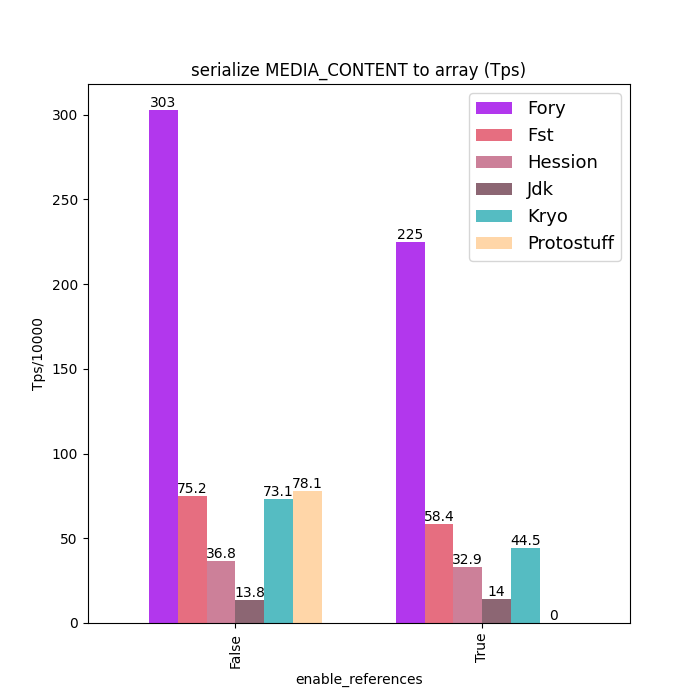 serialize MEDIA_CONTENT to array (Tps)
Fory
Fst
Hession
Jdk
Kryo
Protostuff
Tps/10000
300
250
200
150
100
50
0
303
75.2
36.8
13.8
73.1
78.1
225
58.4
32.9
14
44.5
0
False
True
enable_references